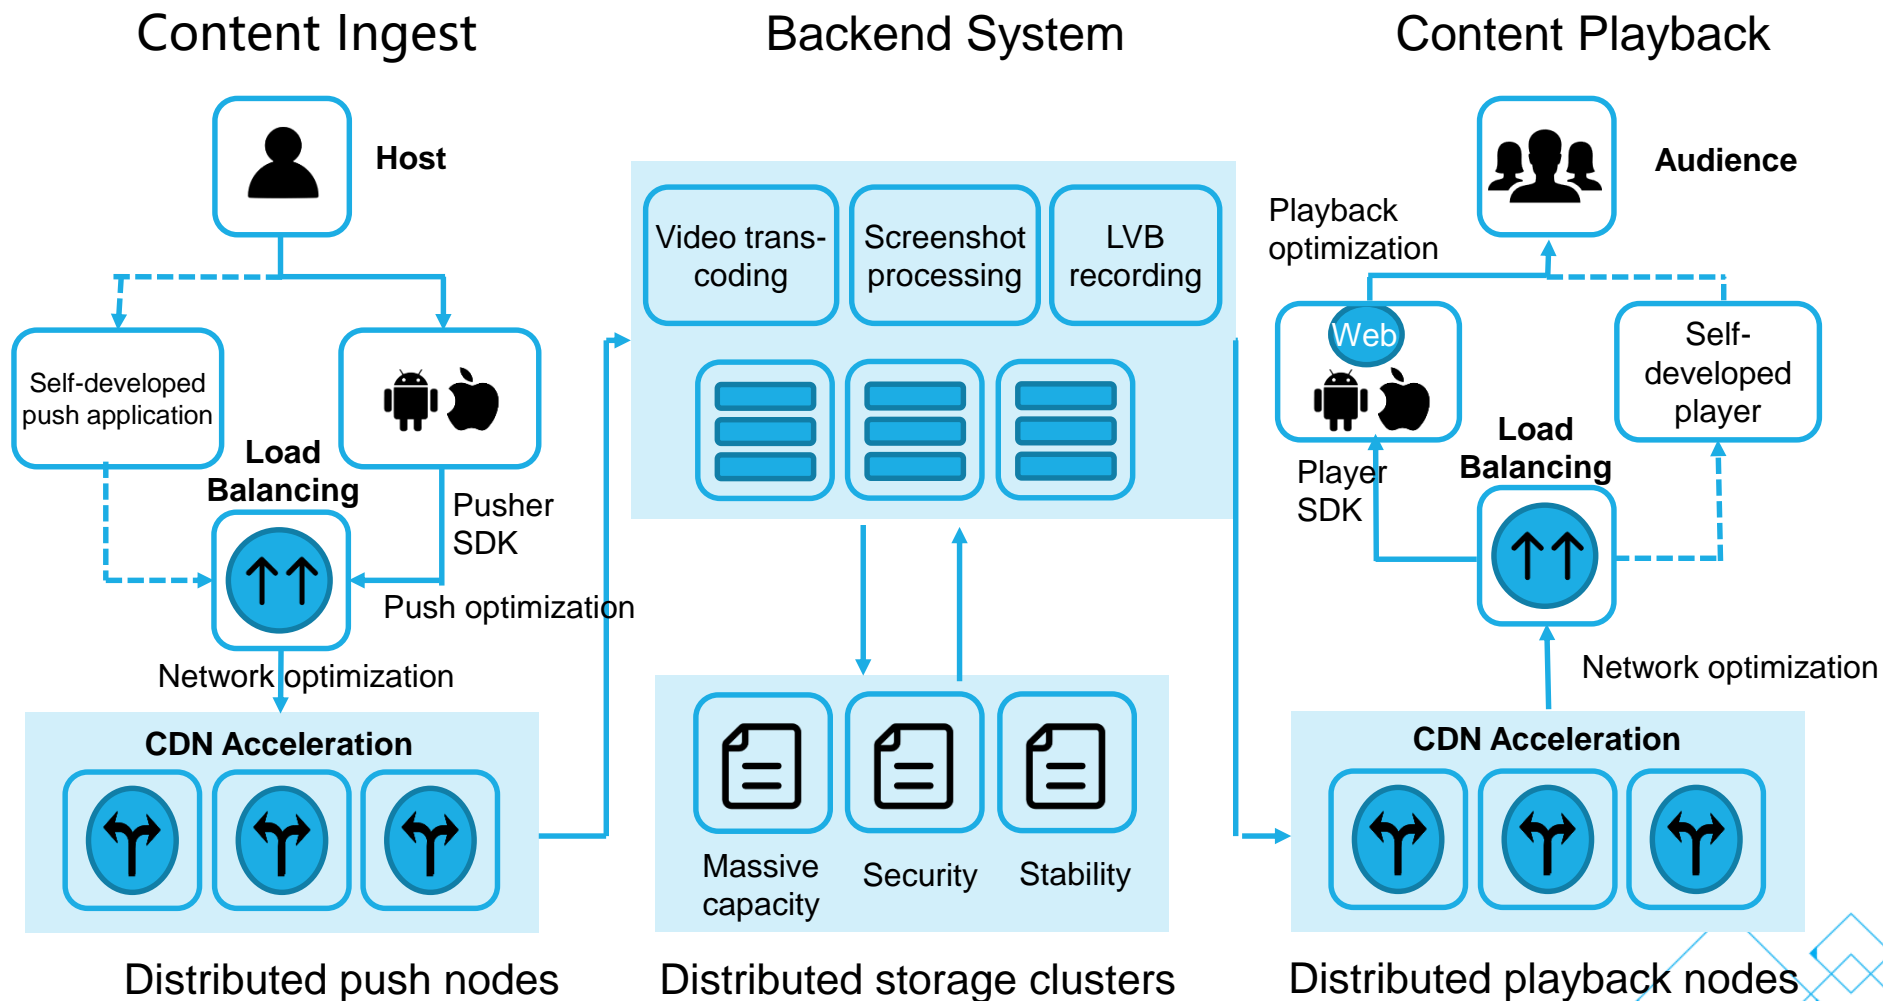 Content Ingest
Backend System
Content Playback
Host
Audience
Video trans-
coding
Screenshot
processing
LVB
recording
Playback
optimization
Web
Self-developed
push application
Self-
developed
player
Load
Balancing
Load
Balancing
Pusher
SDK
Player
SDK
Push optimization
Network optimization
Network optimization
CDN Acceleration
CDN Acceleration
Massive
capacity
Security
Stability
Distributed push nodes
Distributed storage clusters
Distributed playback nodes